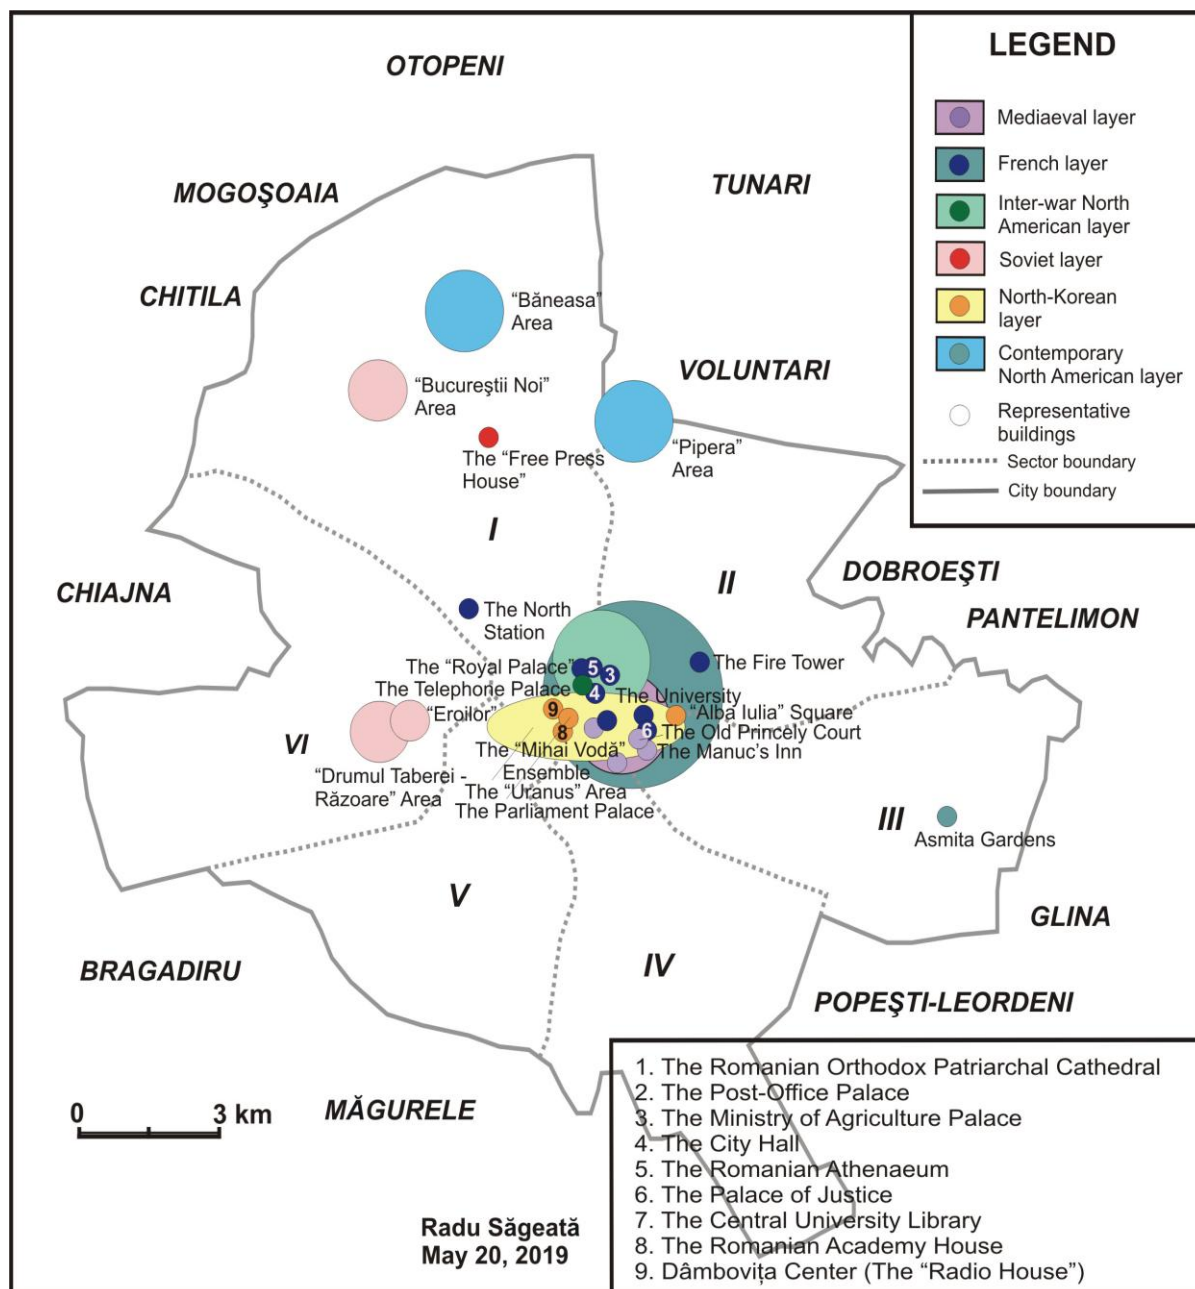 OTOPENI
MOGOŞOAIA
TUNARI
CHITILA
"Băneasa"
Area
"Bucureştii Noi"
Area
VOLUNTARI
The "Free Press
House"
"Pipera"
Area
I
II
CHIAJNA
DOBROEŞTI
PANTELIMON
The North
Station
The "Royal Palace"
5
3
The Fire Tower
The Telephone Palace
4
The University
"Eroilor"
9
"Alba Iulia" Square
8
6
The Old Princely Court
VI
The "Mihai Vodă"
Ensemble
The Manuc's Inn
"Drumul Taberei -
Răzoare" Area
The "Uranus" Area
The Parliament Palace
III
Asmita Gardens
V
GLINA
IV
BRAGADIRU
POPEŞTI-LEORDENI
MĂGURELE
0 3 km
Radu Săgeată
May 20, 2019
LEGEND
Mediaeval layer
French layer
Inter-war North
American layer
Soviet layer
North-Korean
layer
Contemporary
North American layer
Representative
buildings
Sector boundary
City boundary
1. The Romanian Orthodox Patriarchal Cathedral
2. The Post-Office Palace
3. The Ministry of Agriculture Palace
4. The City Hall
5. The Romanian Athenaeum
6. The Palace of Justice
7. The Central University Library
8. The Romanian Academy House
9. Dâmbovița Center (The "Radio House")